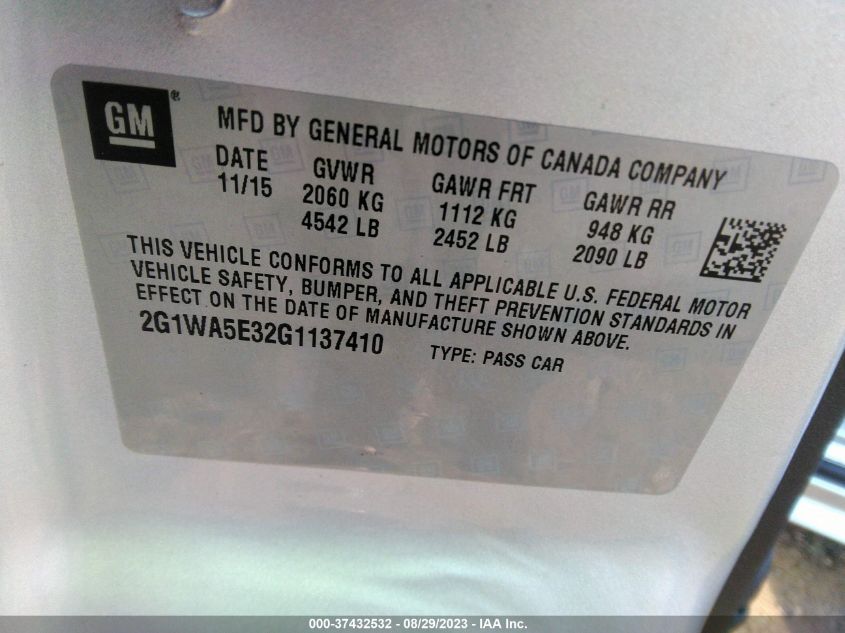 GM®
MFD BY GENERAL MOTORS OF CANADA COMPANY
DATE GVWR GAWR FRT GAWR RR
11/15 2060 KG 1112 KG 948 KG
4542 LB 2452 LB 2090 LB
THIS VEHICLE CONFORMS TO ALL APPLICABLE U.S. FEDERAL MOTOR
VEHICLE SAFETY, BUMPER, AND THEFT PREVENTION STANDARDS IN
EFFECT ON THE DATE OF MANUFACTURE SHOWN ABOVE.
2G1WA5E32G1137410 TYPE: PASS CAR
000-37432532 - 08/29/2023 - IAA Inc.